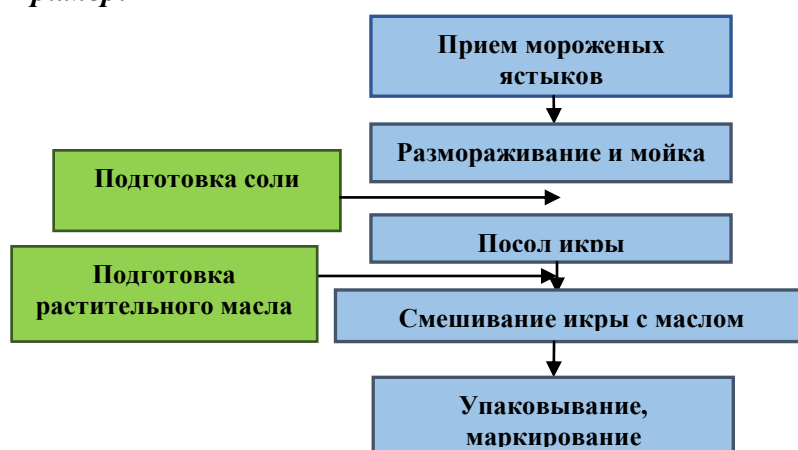 Прием мороженых
ястыков
Размораживание и мойка
Подготовка соли
Посол икры
Подготовка
растительного масла
Смешивание икры с маслом
Упаковывание,
маркирование